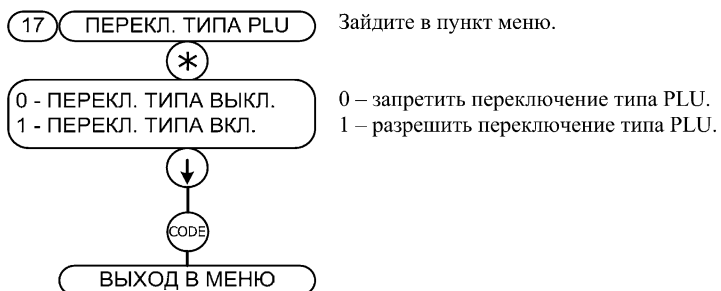 17 ПЕРЕКЛ. ТИПА PLU Зайдите в пункт меню.
*
0 - ПЕРЕКЛ. ТИПА ВЫКЛ. 0 – запретить переключение типа PLU.
1 - ПЕРЕКЛ. ТИПА ВКЛ. 1 – разрешить переключение типа PLU.
↓
CODE
ВЫХОД В МЕНЮ